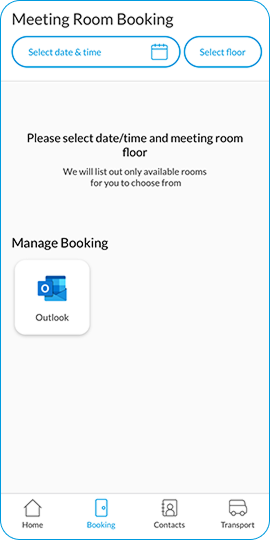 Meeting Room Booking
Select date & time
Select floor
Please select date/time and meeting room
floor
We will list out only available rooms
for you to choose from
Manage Booking
Outlook
Home
Booking
Contacts
Transport